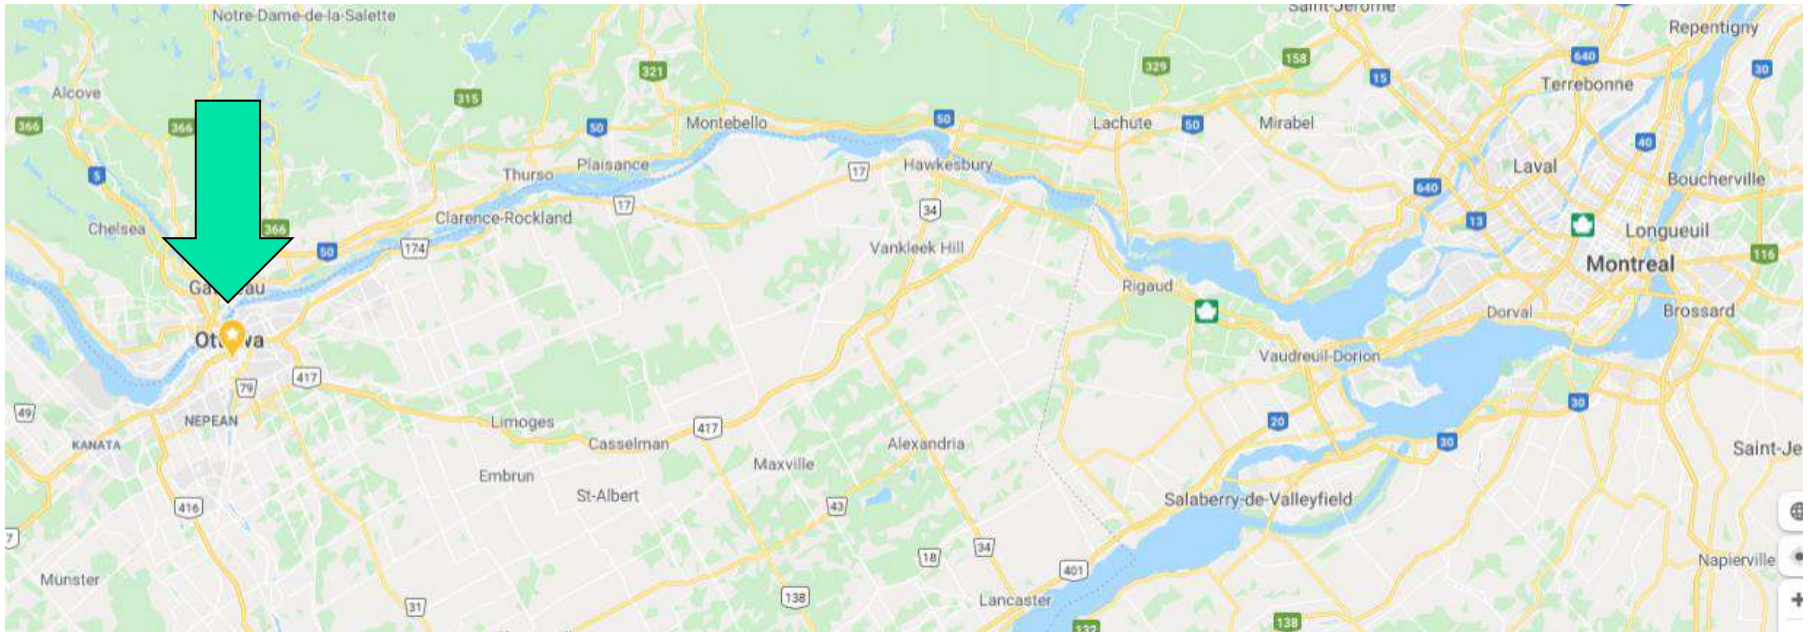 Notre-Dame-de-la-Salette
Saint-Jérôme
Repentigny
640
30
321
329
158
15
Terrebonne
Alcove
315
366
366
50
Montebello
50
Lachute
50
Mirabel
40
5
Thurso
Plaisance
17
Hawkesbury
Laval
Boucherville
640
Clarence-Rockland
17
34
13
Chelsea
366
50
174
Vankleek Hill
Longueuil
116
Montreal
Rigaud
Dorval
Brossard
Vaudreuil-Dorion
79
417
30
49
NEPEAN
Limoges
417
20
30
KANATA
Casselman
Alexandria
Saint-Je
Maxville
Embrun
St-Albert
Salaberry-de-Valleyfield
416
43
7
18
34
401
Napierville
Munster
31
138
Lancaster
132
138